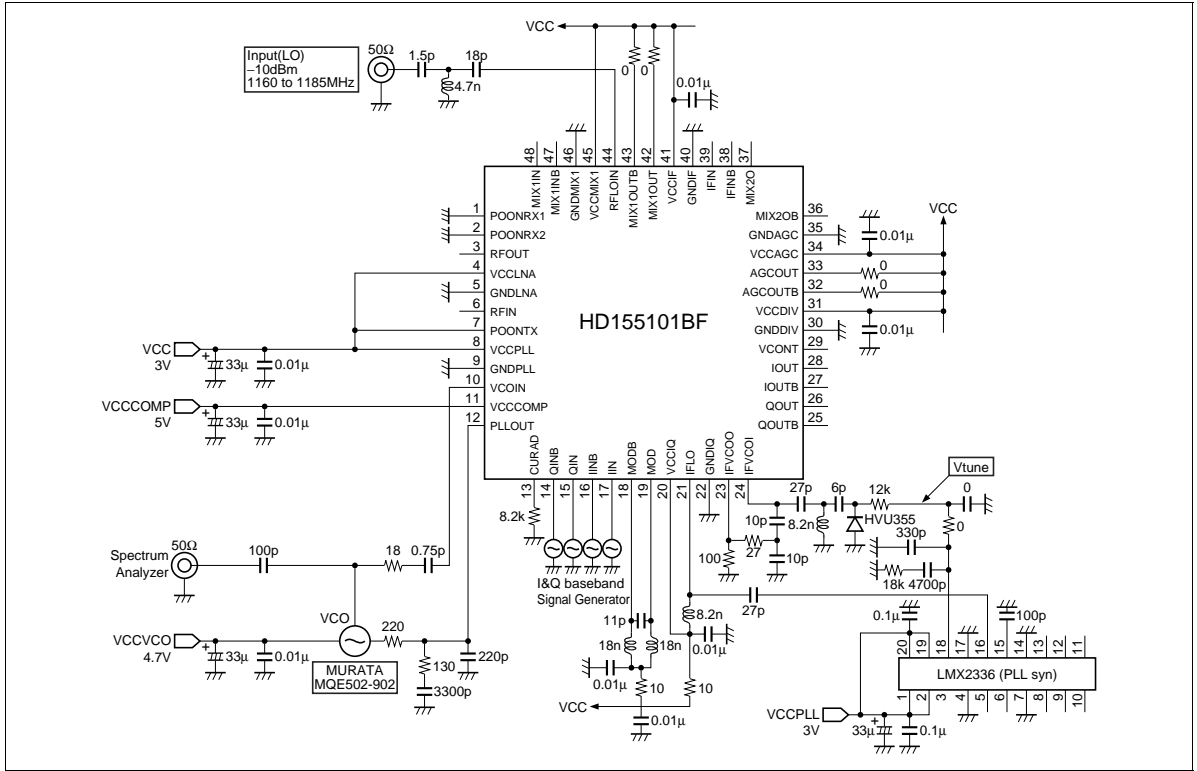 VCC
Input(LO)
–10dBm
1160 to 1185MHz
50Ω
1.5p
18p
4.7n
0
0
0.01µ
48
47
46
45
44
43
42
41
40
39
38
37
MIX1IN
MIX1INB
GNDMIX1
VCCMIX1
RFLOIN
MIX1OUTB
MIX1OUT
VCCIF
GNDIF
IFIN
IFINB
MIX2O
HD155101BF
1 POONRX1
2 POONRX2
3 RFOUT
4 VCCLNA
5 GNDLNA
6 RFIN
7 POONTX
8 VCCPLL
9 GNDPLL
10 VCOIN
11 VCCCOMP
12 PLLOUT
MIX2OB 36
GNDAGC 35
VCCAGC 34
AGCOUT 33
AGCOUTB 32
VCCDIV 31
GNDDIV 30
VCONT 29
IOUT 28
IOUTB 27
QOUT 26
QOUTB 25
VCC
0.01µ
0
0
0.01µ
VCC
3V
+
33µ
0.01µ
VCCCOMP
5V
+
33µ
0.01µ
CURAD
QINB
QIN
IINB
IIN
MODB
MOD
VCCIQ
IFLO
GNDIQ
IFVCOO
IFVCOI
13
14
15
16
17
18
19
20
21
22
23
24
8.2k
I&Q baseband
Signal Generator
Vtune
27p
6p
12k
0
8.2n
HVU355
0
10p
27
100
10p
330p
18k
4700p
27p
Spectrum
Analyzer
50Ω
100p
18
0.75p
VCO
220
VCCVCO
4.7V
+
33µ
0.01µ
MURATA
MQE502-902
130
3300p
220p
11p
18n
18n
0.01µ
10
0.01µ
VCC
8.2n
0.01µ
10
0.1µ
100p
20
19
18
17
16
15
14
13
12
11
LMX2336 (PLL syn)
1
2
3
4
5
6
7
8
9
10
VCCPLL
3V
+
33µ
0.1µ